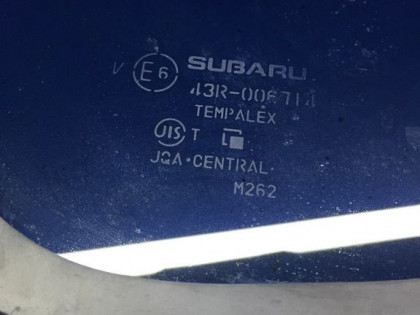 V E6 SUBARU
43R-006714
TEMPALEX
JIS T
JQA·CENTRAL
M262